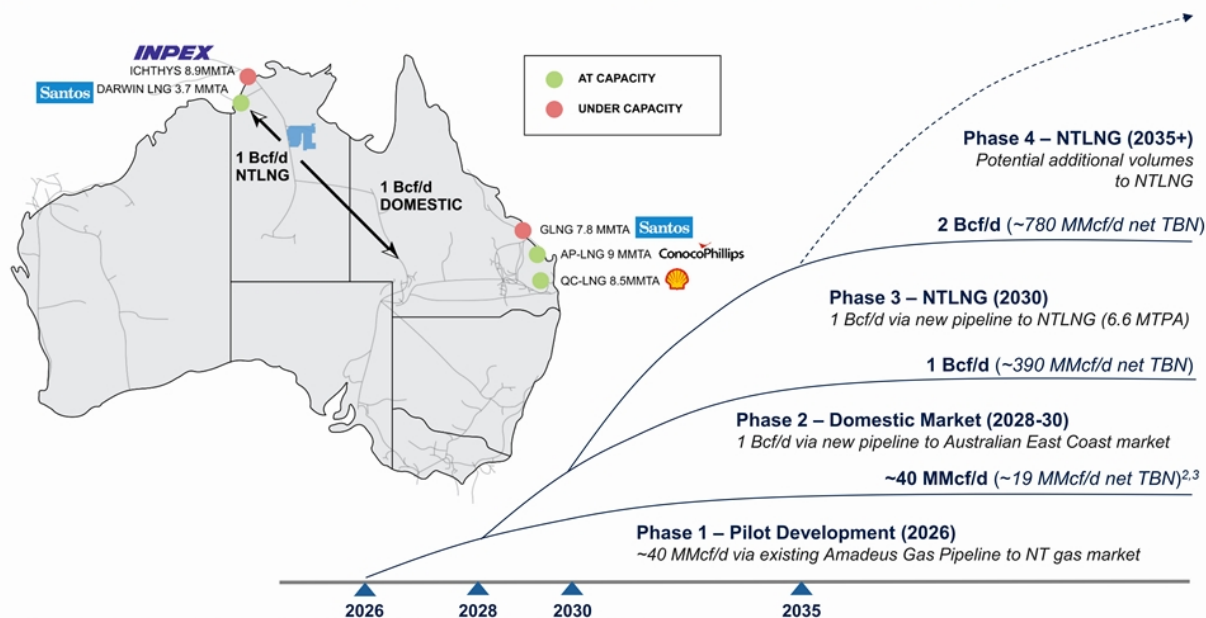 INPEX
ICHTHYS 8.9MMTA
Santos
DARWIN LNG 3.7 MMTA
1 Bcf/d
NTLNG
1 Bcf/d
DOMESTIC
GLNG 7.8 MMTA
Santos
AP-LNG 9 MMTA
ConocoPhillips
QC-LNG 8.5MMTA
AT CAPACITY
UNDER CAPACITY
Phase 4 – NTLNG (2035+)
Potential additional volumes
to NTLNG
2 Bcf/d (~780 MMcf/d net TBN)
Phase 3 – NTLNG (2030)
1 Bcf/d via new pipeline to NTLNG (6.6 MTPA)
1 Bcf/d (~390 MMcf/d net TBN)
Phase 2 – Domestic Market (2028-30)
1 Bcf/d via new pipeline to Australian East Coast market
~40 MMcf/d (~19 MMcf/d net TBN)2,3
Phase 1 – Pilot Development (2026)
~40 MMcf/d via existing Amadeus Gas Pipeline to NT gas market
2026
2028
2030
2035